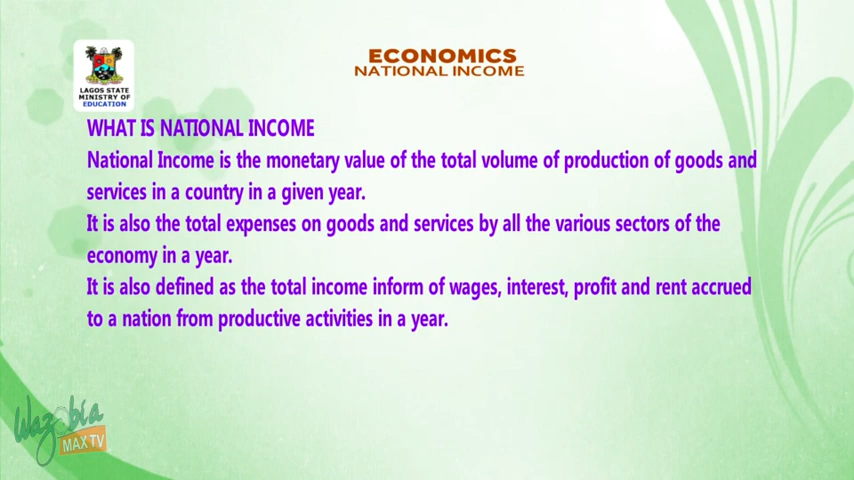 ECONOMICS
NATIONAL INCOME
LAGOS STATE
MINISTRY OF
EDUCATION
WHAT IS NATIONAL INCOME
National Income is the monetary value of the total volume of production of goods and
services in a country in a given year.
It is also the total expenses on goods and services by all the various sectors of the
economy in a year.
It is also defined as the total income inform of wages, interest, profit and rent accrued
to a nation from productive activities in a year.
Wazobia
MAX TV